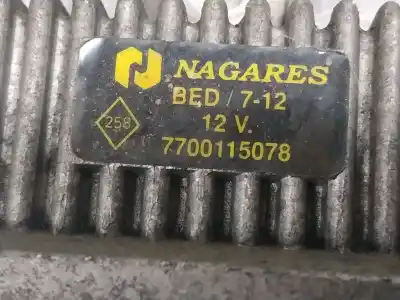 NAGARES
BED / 7-12
258
12 V.
7700115078